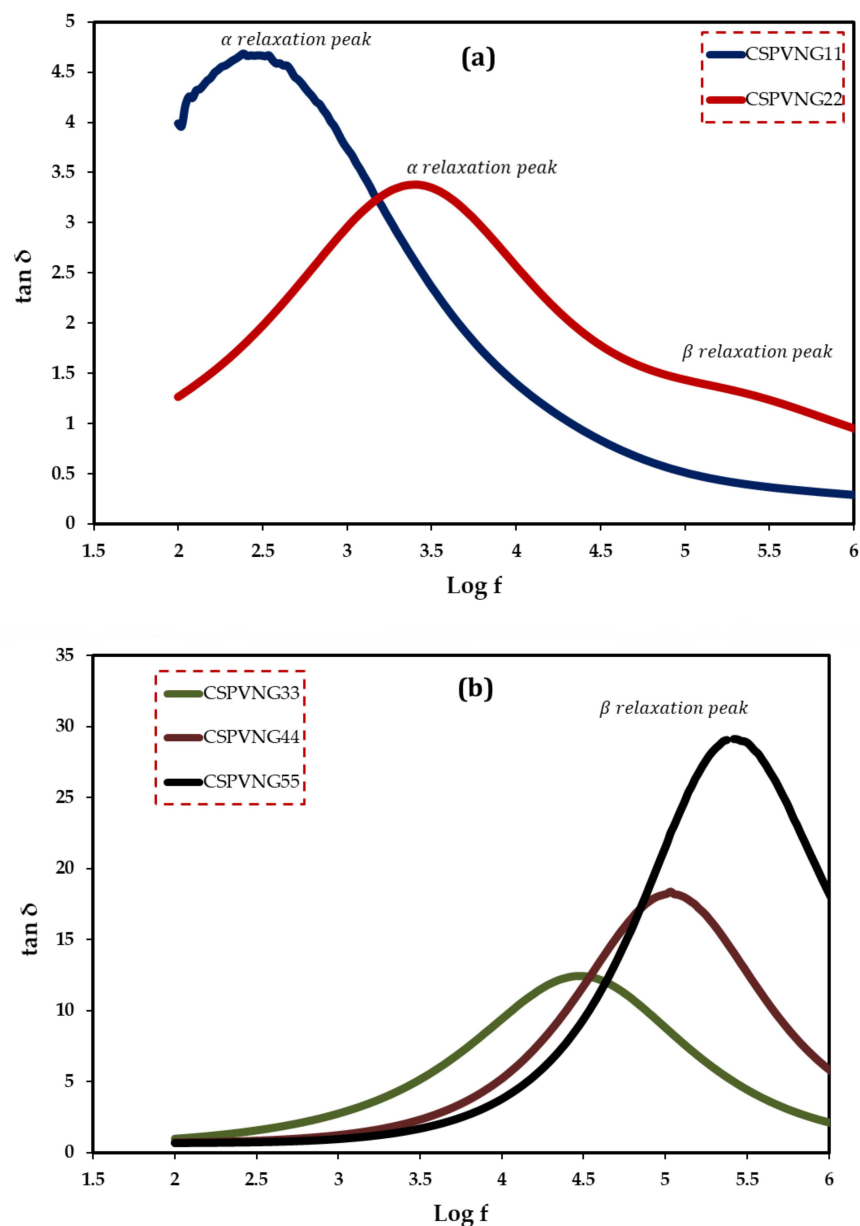 α relaxation peak
(a)
CSPVNG11
CSPVNG22
α relaxation peak
β relaxation peak
tan δ
5
4.5
4
3.5
3
2.5
2
1.5
1
0.5
0
1.5 2 2.5 3 3.5 4 4.5 5 5.5 6
Log f
(b)
CSPVNG33
CSPVNG44
CSPVNG55
β relaxation peak
tan δ
35
30
25
20
15
10
5
0
1.5 2 2.5 3 3.5 4 4.5 5 5.5 6
Log f